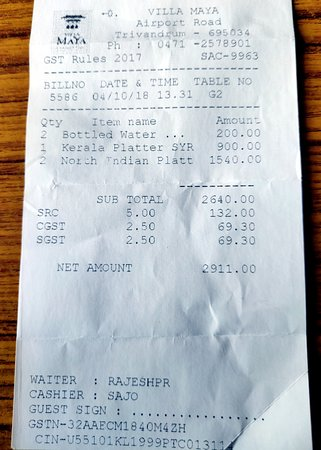 VILLA MAYA
→0. VILLA MAYA
Airport Road
Trivandrum - 695034
Ph : 0471 -2578901
GST Rules 2017 SAC-9963
BILLNO DATE & TIME TABLE NO
5586 04/10/18 13.31 G2
Qty Item name Amount
2 Bottled Water ... 200.00
1 Kerala Platter SYR 900.00
2 North Indian Platt 1540.00
SUB TOTAL 2640.00
SRC 5.00 132.00
CGST 2.50 69.30
SGST 2.50 69.30
NET AMOUNT 2911.00
WAITER : RAJESHPR
CASHIER : SAJO
GUEST SIGN : ..............
GSTN-32AAECM1840M4ZH
CIN-U55101KL1999PTC01311